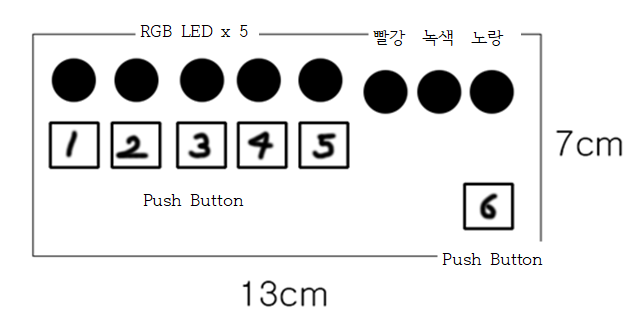 RGB LED x 5
빨강 녹색 노랑
1 2 3 4 5
7cm
Push Button
6
Push Button
13cm